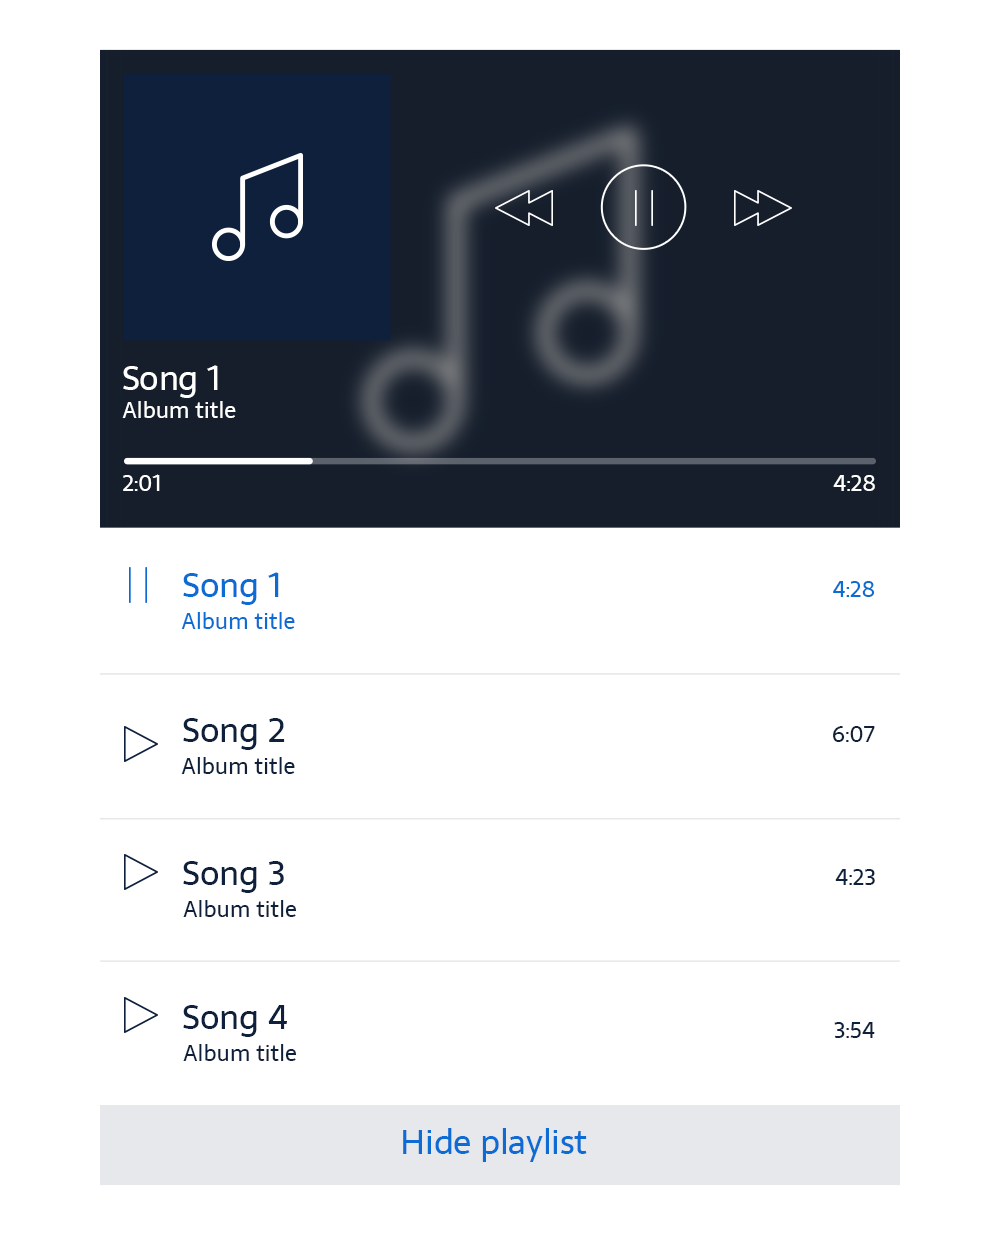 Song 1
Album title
2:01
4:28
Song 1
4:28
Album title
Song 2
6:07
Album title
Song 3
4:23
Album title
Song 4
3:54
Album title
Hide playlist